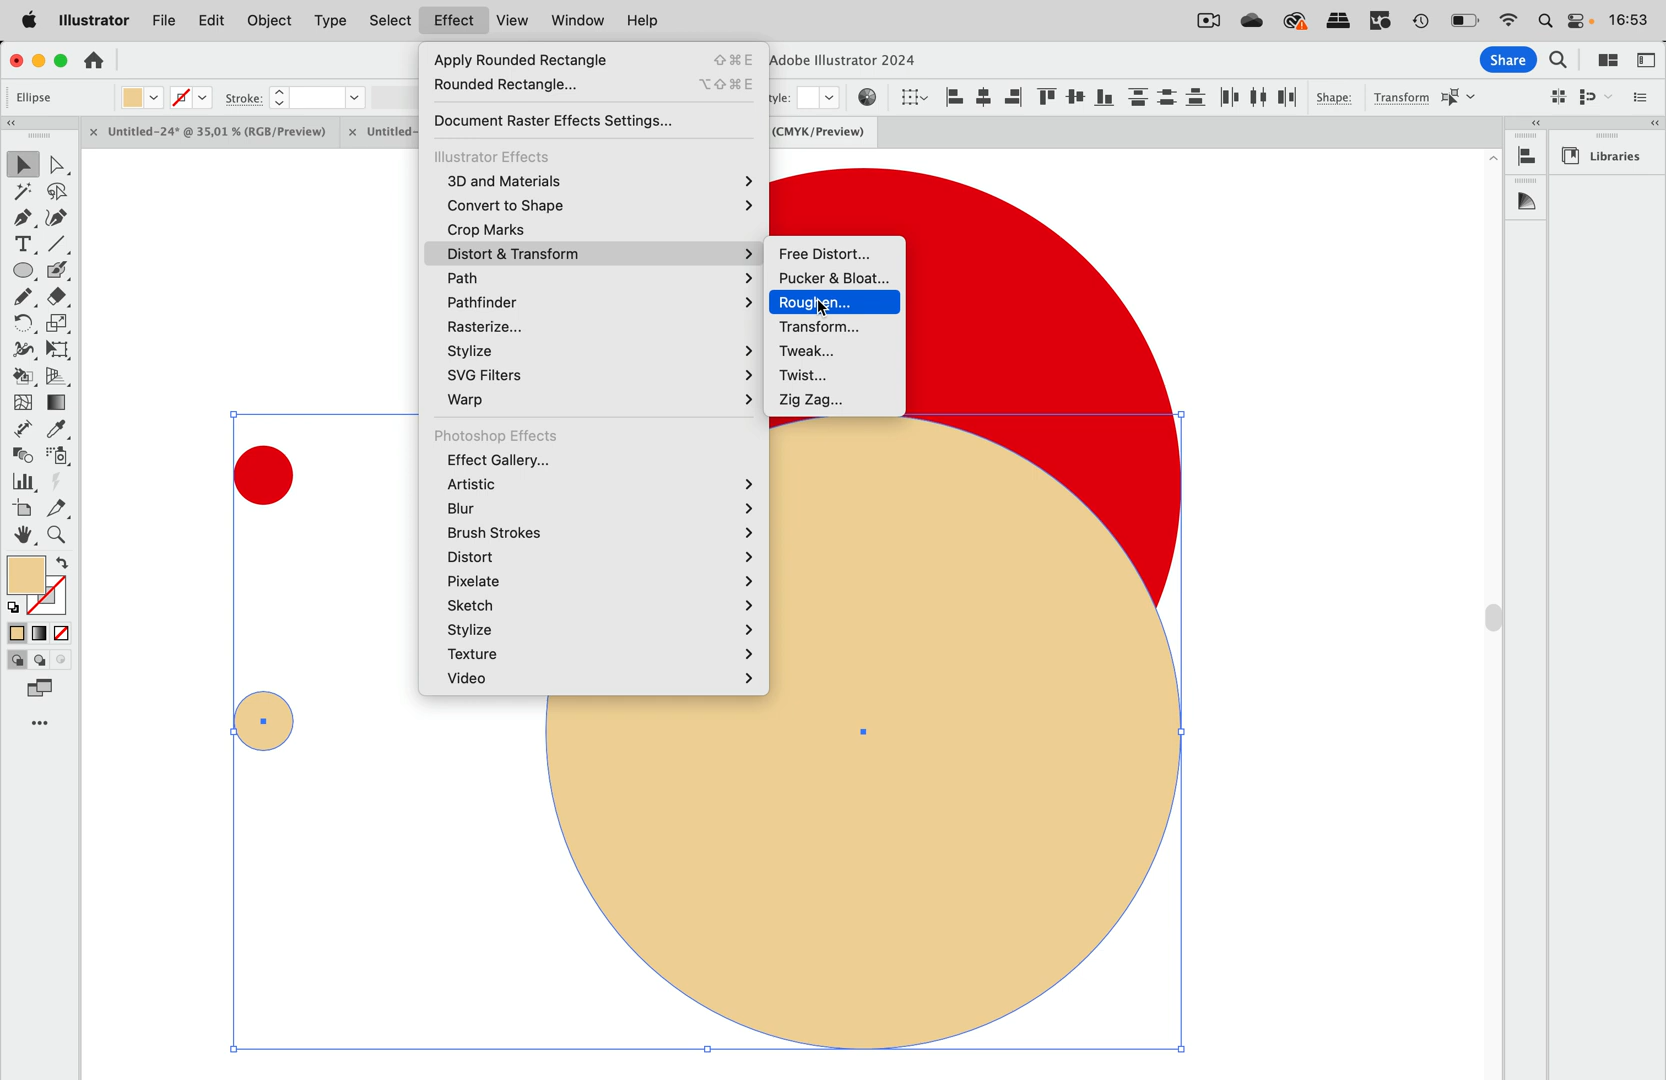 Illustrator File Edit Object Type Select Effect View Window Help 16:53
Adobe Illustrator 2024 Share
Ellipse Stroke: Shape: Transform
Untitled-24* @ 35,01 % (RGB/Preview) (CMYK/Preview)
Apply Rounded Rectangle ⇧⌘E
Rounded Rectangle... ⌥⇧⌘E
Document Raster Effects Settings...
Illustrator Effects
3D and Materials
Convert to Shape
Crop Marks
Distort & Transform
Path
Pathfinder
Rasterize...
Stylize
SVG Filters
Warp
Photoshop Effects
Effect Gallery...
Artistic
Blur
Brush Strokes
Distort
Pixelate
Sketch
Stylize
Texture
Video
Free Distort...
Pucker & Bloat...
Roughen...
Transform...
Tweak...
Twist...
Zig Zag...
Libraries